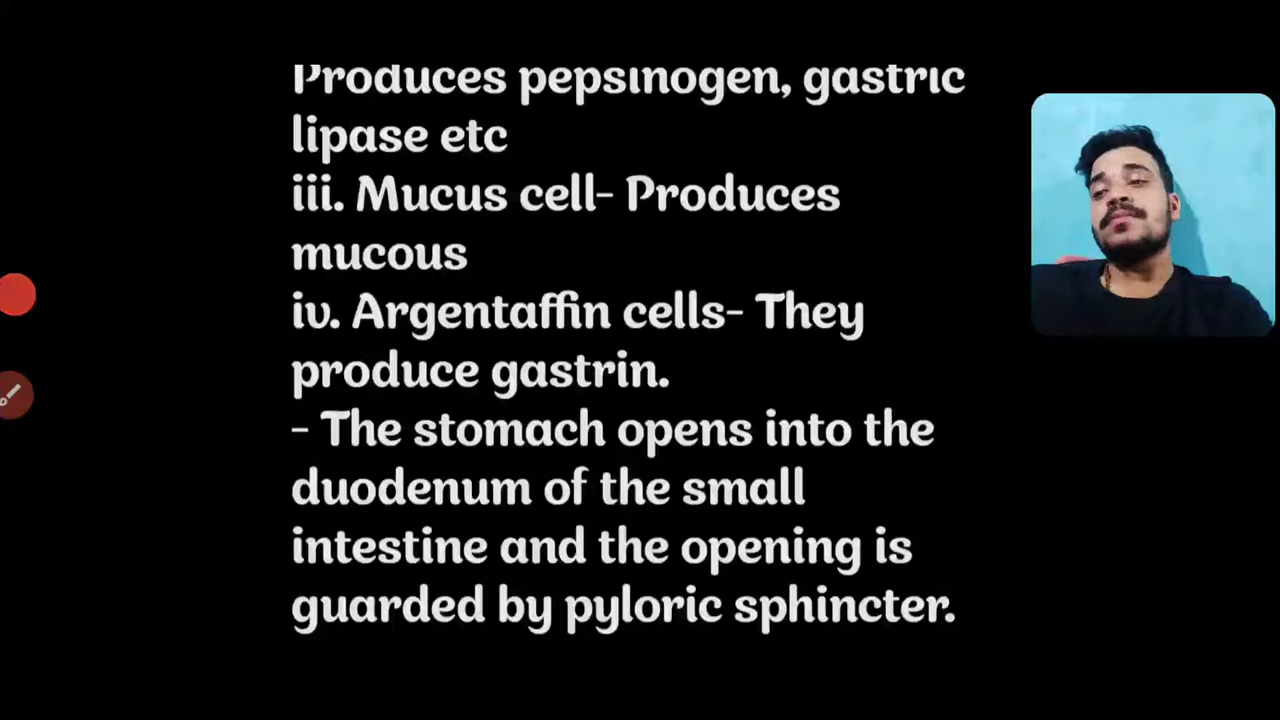 Produces pepsinogen, gastric
lipase etc
iii. Mucus cell- Produces
mucous
iv. Argentaffin cells- They
produce gastrin.
- The stomach opens into the
duodenum of the small
intestine and the opening is
guarded by pyloric sphincter.